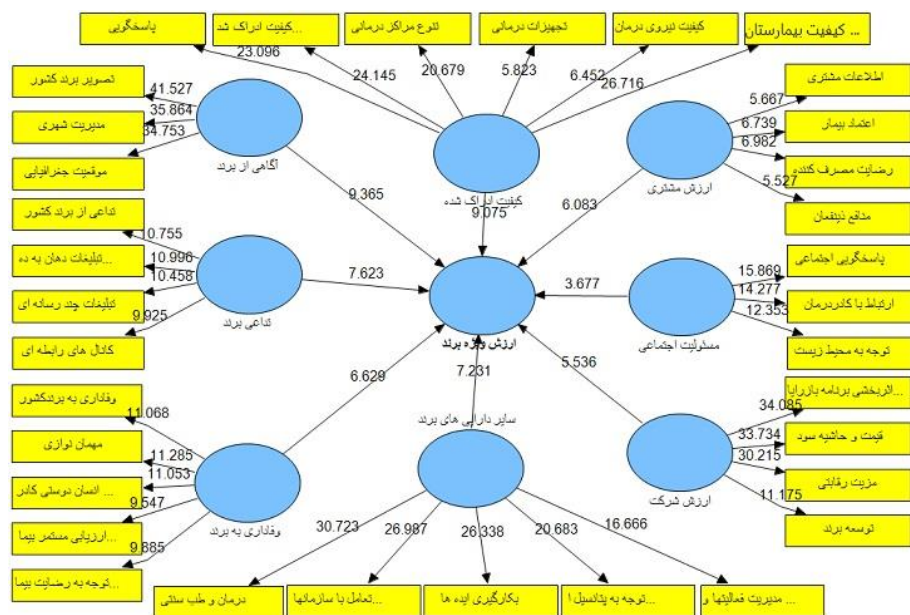 پاسخگویی
کیفیت ادراک شد...
تنوع مراکز درمانی
تجهیزات درمانی
کیفیت نیروی درمان
کیفیت بیمارستان ...
23.096
24.145
20.679
5.823
6.452
26.716
تصویر برند کشور
مدیریت شهری
موقعیت جغرافیایی
41.527
35.864
34.753
آگاهی از برند
9.365
کیفیت ادراک شده
9.075
اطلاعات مشتری
اعتماد بیمار
رضایت مصرف کننده
منافع ذینفعان
5.667
6.739
6.982
5.527
ارزش مشتری
6.083
تداعی از برند کشور
تبلیغات دهان به ده...
تبلیغات چند رسانه ای
کانال های رابطه ای
10.755
10.996
10.458
9.925
تداعی برند
7.623
ارزش ویژه برند
پاسخگویی اجتماعی
ارتباط با کادردرمان
توجه به محیط زیست
15.869
14.277
12.353
مسئولیت اجتماعی
3.677
وفاداری به برندکشور
مهمان نوازی
انسان دوستی کادر ...
ارزیابی مستمر بیما...
توجه به رضایت بیما...
11.068
11.285
11.053
9.547
9.885
وفاداری به برند
6.629
سایر دارایی های برند
7.231
اثربخشی برنامه بازاریا...
قیمت و حاشیه سود
مزیت رقابتی
توسعه برند
34.085
33.734
30.215
11.175
ارزش شرکت
5.536
30.723
26.987
26.338
20.683
16.666
درمان و طب سنتی
تعامل با سازمانها...
بکارگیری ایده ها
توجه به پتانسیل ا...
مدیریت فعالیتها و ...